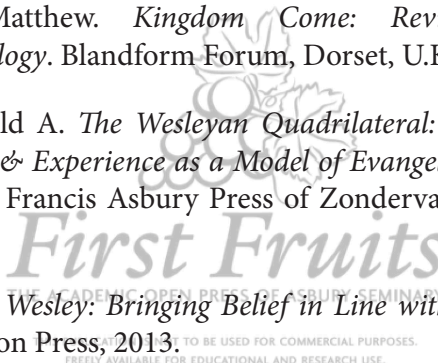 Matthew. Kingdom Come: Rev
logy. Blandform Forum, Dorset, U.K
ld A. The Wesleyan Quadrilateral:
& Experience as a Model of Evangel
Francis Asbury Press of Zonderva
First Fruits
THE ACADEMIC OPEN PRESS OF ASBURY SEMINARY
Wesley: Bringing Belief in Line with
on Press, 2013.
TO BE USED FOR COMMERCIAL PURPOSES.
FREELY AVAILABLE FOR EDUCATIONAL AND RESEARCH USE.